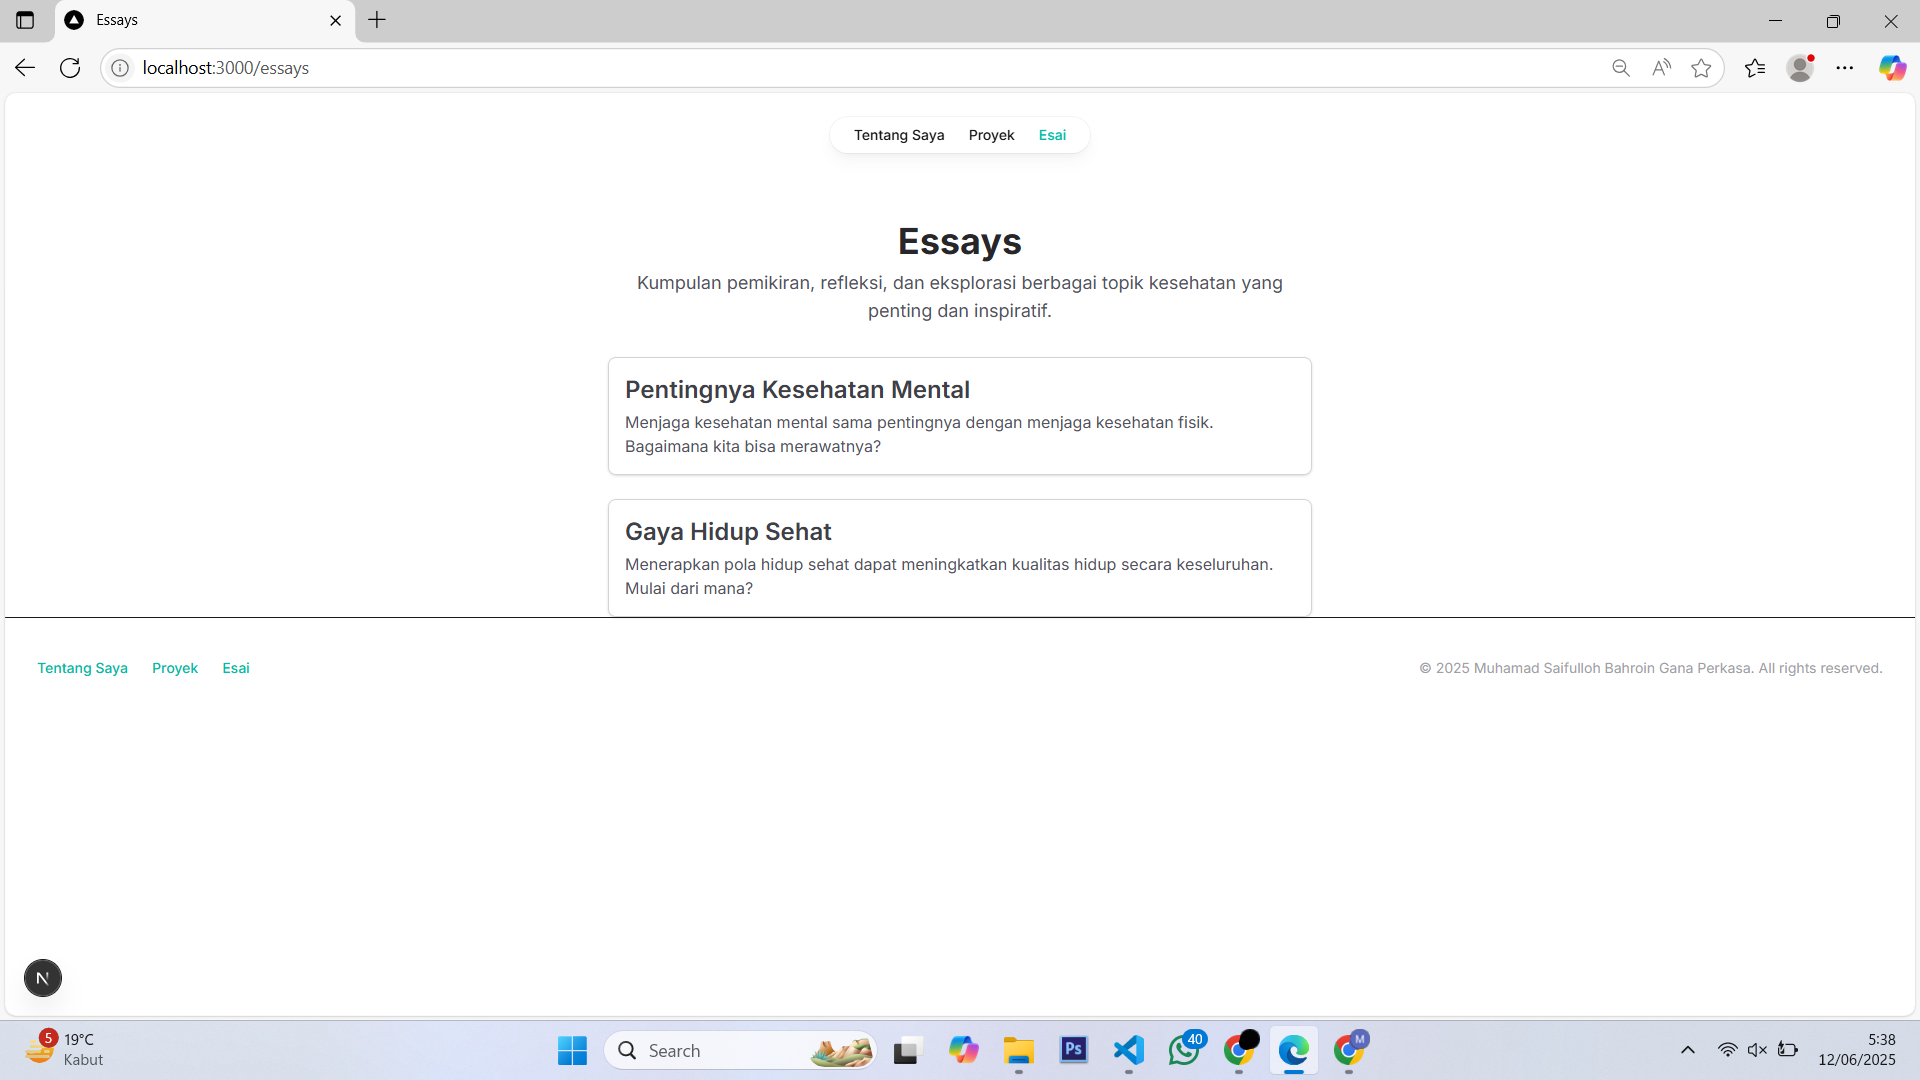 Essays
localhost:3000/essays
Tentang Saya Proyek Esai
Essays
Kumpulan pemikiran, refleksi, dan eksplorasi berbagai topik kesehatan yang
penting dan inspiratif.
Pentingnya Kesehatan Mental
Menjaga kesehatan mental sama pentingnya dengan menjaga kesehatan fisik.
Bagaimana kita bisa merawatnya?
Gaya Hidup Sehat
Menerapkan pola hidup sehat dapat meningkatkan kualitas hidup secara keseluruhan.
Mulai dari mana?
Tentang Saya Proyek Esai
© 2025 Muhamad Saifulloh Bahroin Gana Perkasa. All rights reserved.
N
5
19°C
Kabut
Search
Ps
40
M
5:38
12/06/2025